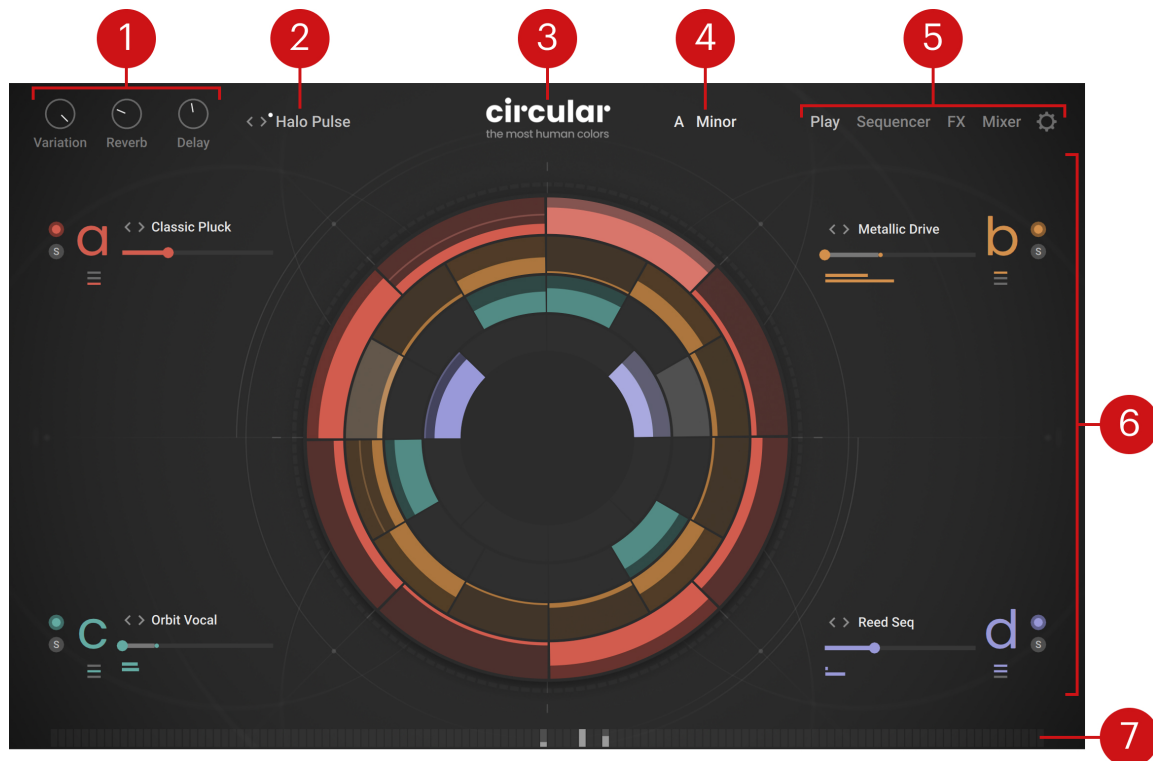 1
2
3
4
5
Variation Reverb Delay
Halo Pulse
circular
the most human colors
A Minor
Play Sequencer FX Mixer
a
Classic Pluck
S
Metallic Drive
b
S
6
c
Orbit Vocal
S
Reed Seq
d
S
7